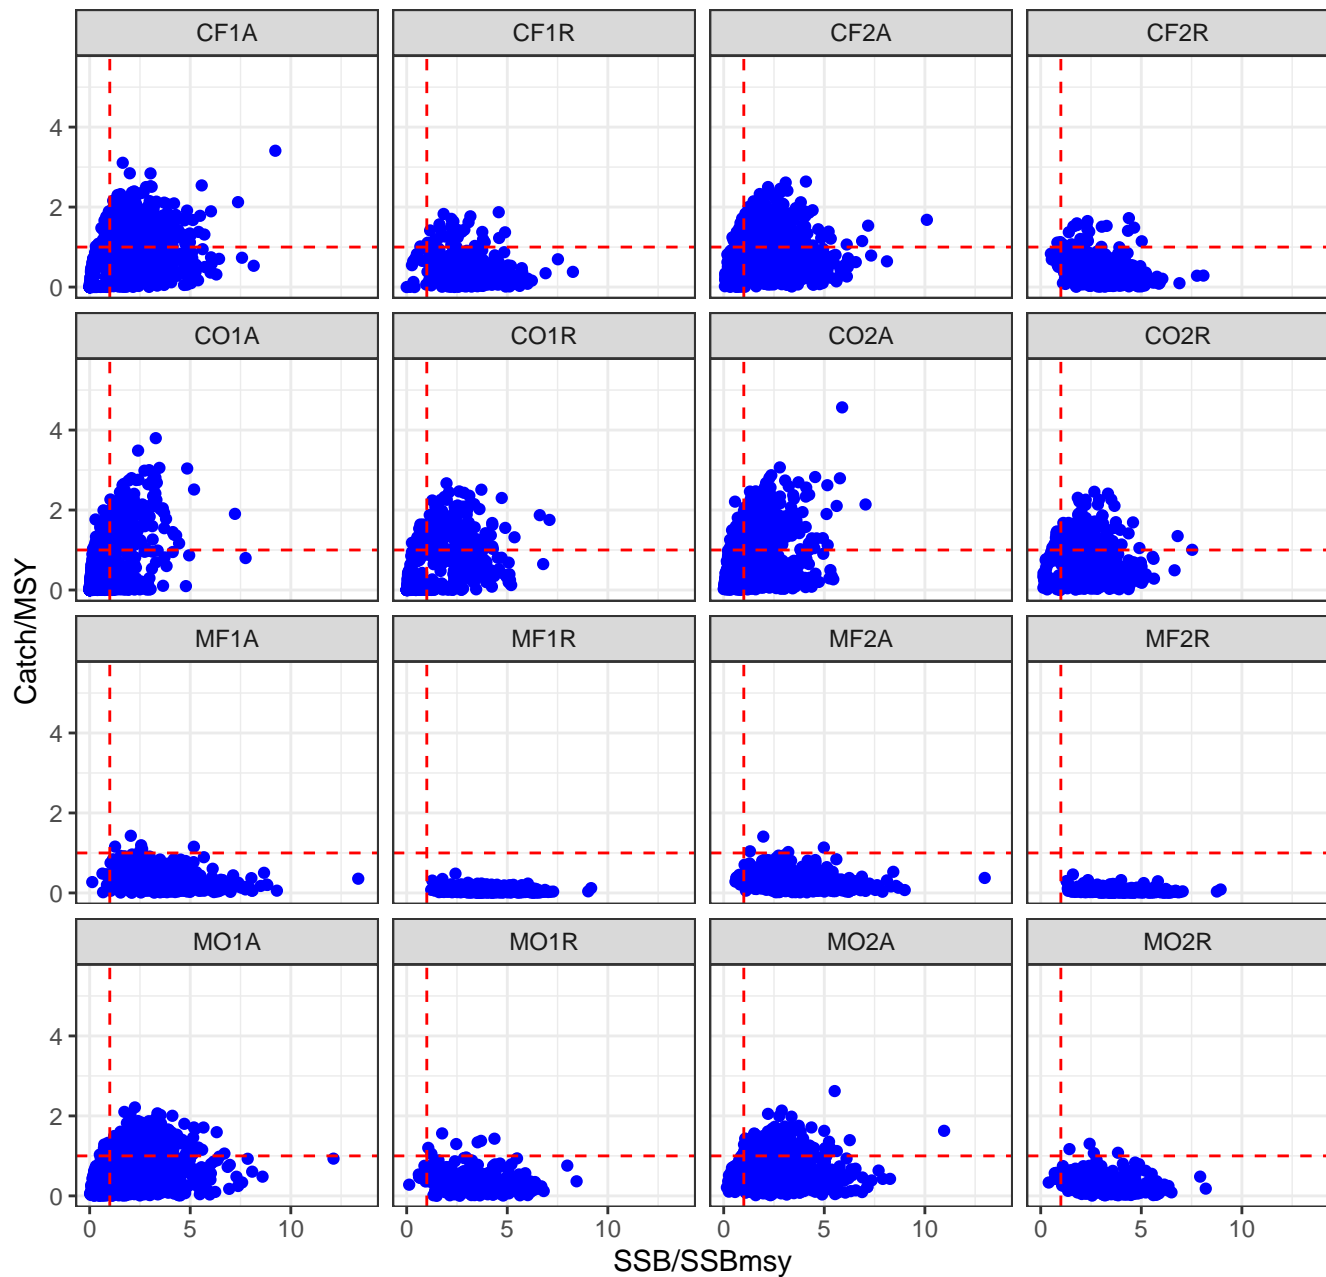 CF1A CF1R CF2A CF2R
4
2
0
CO1A CO1R CO2A CO2R
4
2
0
Catch/MSY
MF1A MF1R MF2A MF2R
4
2
0
MO1A MO1R MO2A MO2R
4
2
0
0 5 10 0 5 10 0 5 10 0 5 10
SSB/SSBmsy